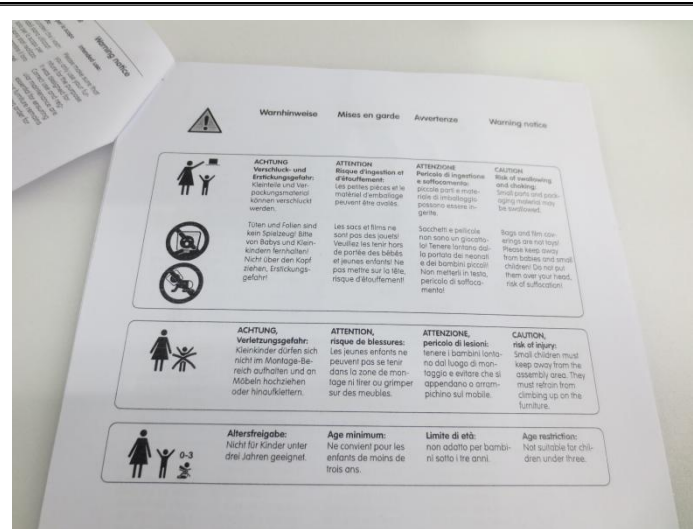 Warning notice
Warnhinweise
Mises en garde
Avvertenze
Warning notice
ACHTUNG
Verschluck- und
Erstickungsgefahr:
Kleinteile und Ver-
packungsmaterial
können verschluckt
werden.
Tüten und Folien sind
kein Spielzeug! Bitte
von Babys und Klein-
kindern fernhalten!
Nicht über den Kopf
ziehen, Erstickungs-
gefahr!
ATTENTION
Risque d'ingestion et
d'étouffement:
Les petites pièces et le
matériel d'emballage
peuvent être avalés.
Les sacs et films ne
sont pas des jouets!
Veuillez les tenir hors
de portée des bébés
et jeunes enfants! Ne
pas mettre sur la tête,
risque d'étouffement!
ATTENZIONE
Pericolo di ingestione
e soffocamento:
piccole parti e mate-
riale di imballaggio
possono essere in-
gerite.
Sacchetti e pellicole
non sono un giocatto-
lo! Tenere lontano dal-
la portata dei neonati
e dei bambini piccoli!
Non metterli in testa,
pericolo di soffoca-
mento!
CAUTION
Risk of swallowing
and choking:
Small parts and pack-
aging material may
be swallowed.
Bags and film cov-
erings are not toys!
Please keep away
from babies and small
children! Do not put
them over your head,
risk of suffocation!
ACHTUNG,
Verletzungsgefahr:
Kleinkinder dürfen sich
nicht im Montage-Be-
reich aufhalten und an
Möbeln hochziehen
oder hinaufklettern.
ATTENTION,
risque de blessures:
Les jeunes enfants ne
peuvent pas se tenir
dans la zone de mon-
tage ni tirer ou grimper
sur des meubles.
ATTENZIONE,
pericolo di lesioni:
tenere i bambini lonta-
no dal luogo di mon-
taggio e evitare che si
appendano o arram-
pichino sul mobile.
CAUTION,
risk of injury:
Small children must
keep away from the
assembly area. They
must refrain from
climbing up on the
furniture.
0-3
Altersfreigabe:
Nicht für Kinder unter
drei Jahren geeignet.
Age minimum:
Ne convient pour les
enfants de moins de
trois ans.
Limite di età:
non adatto per bambi-
ni sotto i tre anni.
Age restriction:
Not suitable for chil-
dren under three.